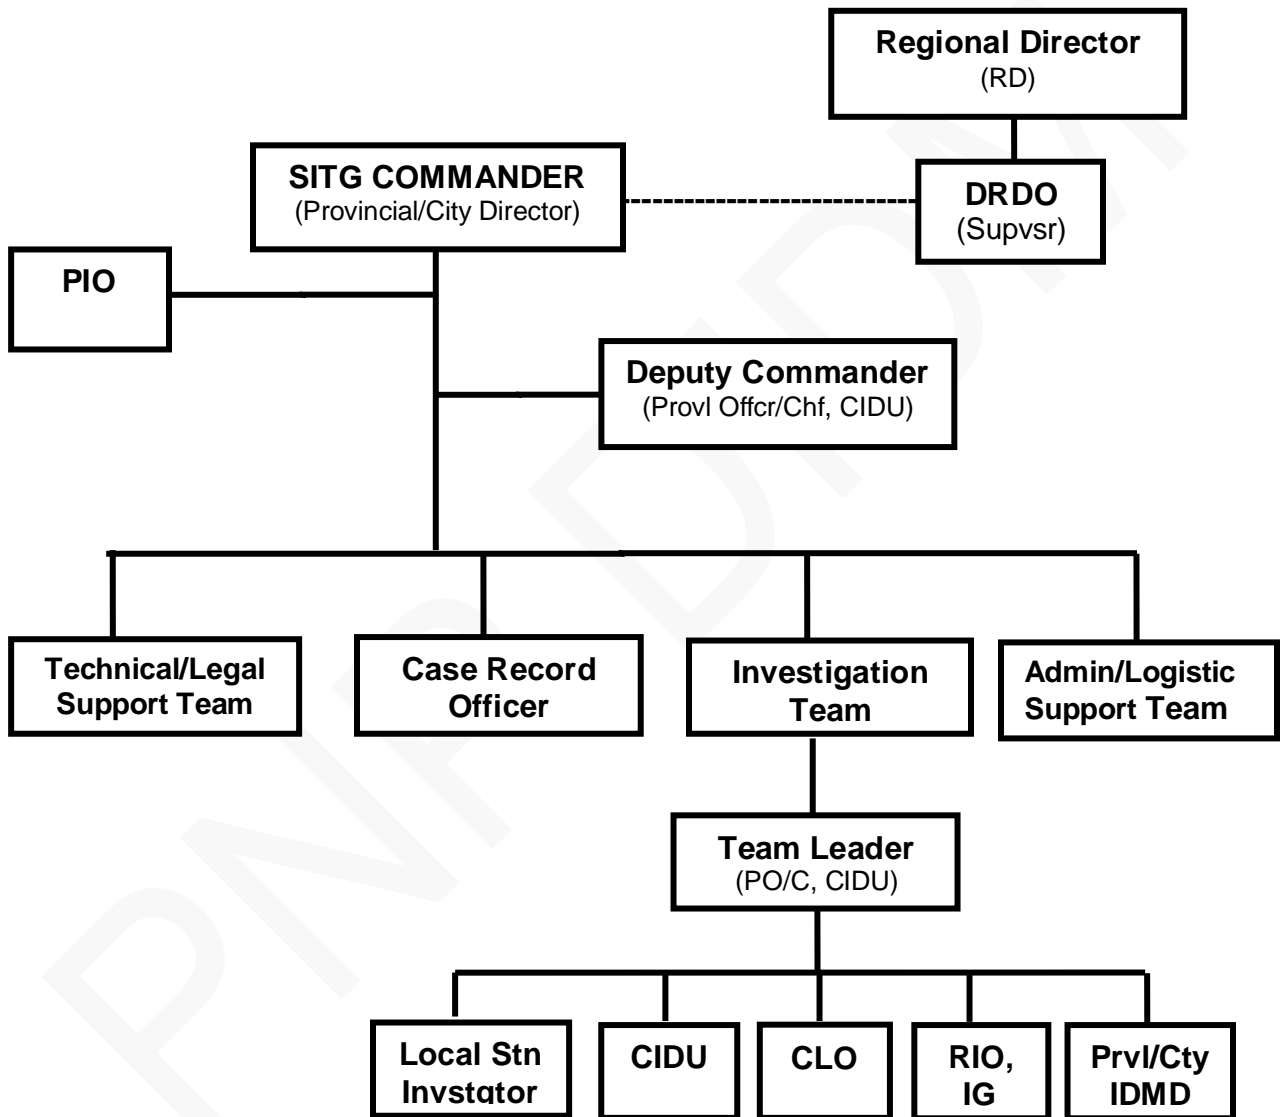 Regional Director
(RD)
SITG COMMANDER
(Provincial/City Director)
DRDO
(Supvsr)
PIO
Deputy Commander
(Provl Offcr/Chf, CIDU)
Technical/Legal
Support Team
Case Record
Officer
Investigation
Team
Admin/Logistic
Support Team
Team Leader
(PO/C, CIDU)
Local Stn
Invstgtor
CIDU
CLO
RIO,
IG
Prvl/Cty
IDMD
PNP DIDM